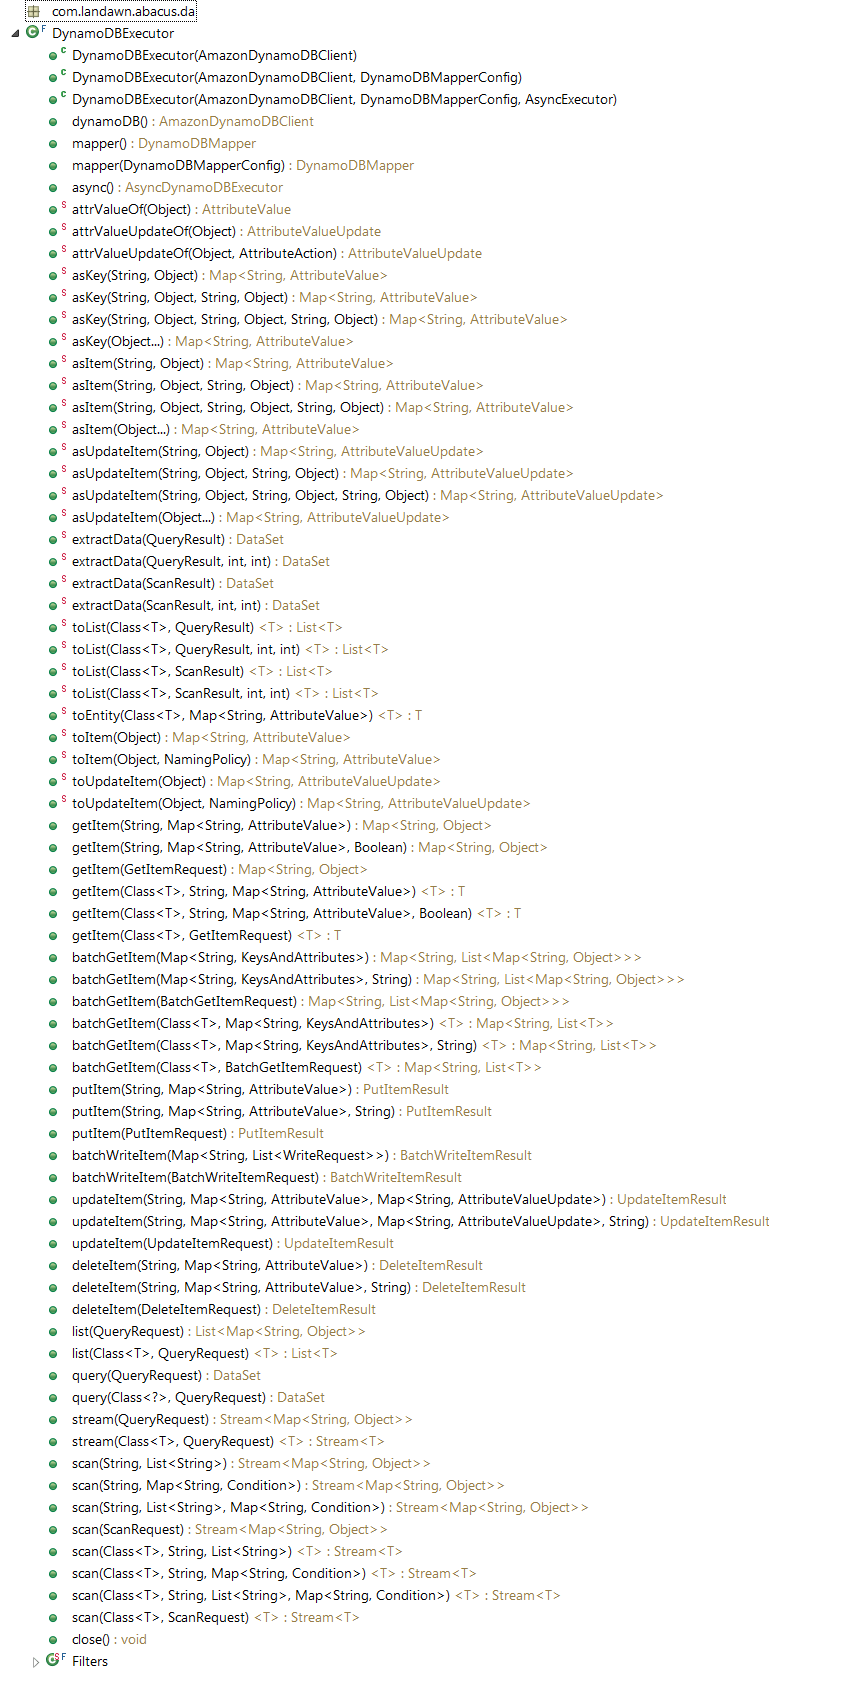 com.landawn.abacus.da
F DynamoDBExecutor
c DynamoDBExecutor(AmazonDynamoDBClient)
c DynamoDBExecutor(AmazonDynamoDBClient, DynamoDBMapperConfig)
c DynamoDBExecutor(AmazonDynamoDBClient, DynamoDBMapperConfig, AsyncExecutor)
dynamoDB() : AmazonDynamoDBClient
mapper() : DynamoDBMapper
mapper(DynamoDBMapperConfig) : DynamoDBMapper
async() : AsyncDynamoDBExecutor
S attrValueOf(Object) : AttributeValue
S attrValueUpdateOf(Object) : AttributeValueUpdate
S attrValueUpdateOf(Object, AttributeAction) : AttributeValueUpdate
S asKey(String, Object) : Map<String, AttributeValue>
S asKey(String, Object, String, Object) : Map<String, AttributeValue>
S asKey(String, Object, String, Object, String, Object) : Map<String, AttributeValue>
S asKey(Object...) : Map<String, AttributeValue>
S asItem(String, Object) : Map<String, AttributeValue>
S asItem(String, Object, String, Object) : Map<String, AttributeValue>
S asItem(String, Object, String, Object, String, Object) : Map<String, AttributeValue>
S asItem(Object...) : Map<String, AttributeValue>
S asUpdateItem(String, Object) : Map<String, AttributeValueUpdate>
S asUpdateItem(String, Object, String, Object) : Map<String, AttributeValueUpdate>
S asUpdateItem(String, Object, String, Object, String, Object) : Map<String, AttributeValueUpdate>
S asUpdateItem(Object...) : Map<String, AttributeValueUpdate>
S extractData(QueryResult) : DataSet
S extractData(QueryResult, int, int) : DataSet
S extractData(ScanResult) : DataSet
S extractData(ScanResult, int, int) : DataSet
S toList(Class<T>, QueryResult) <T> : List<T>
S toList(Class<T>, QueryResult, int, int) <T> : List<T>
S toList(Class<T>, ScanResult) <T> : List<T>
S toList(Class<T>, ScanResult, int, int) <T> : List<T>
S toEntity(Class<T>, Map<String, AttributeValue>) <T> : T
S toItem(Object) : Map<String, AttributeValue>
S toItem(Object, NamingPolicy) : Map<String, AttributeValue>
S toUpdateItem(Object) : Map<String, AttributeValueUpdate>
S toUpdateItem(Object, NamingPolicy) : Map<String, AttributeValueUpdate>
getItem(String, Map<String, AttributeValue>) : Map<String, Object>
getItem(String, Map<String, AttributeValue>, Boolean) : Map<String, Object>
getItem(GetItemRequest) : Map<String, Object>
getItem(Class<T>, String, Map<String, AttributeValue>) <T> : T
getItem(Class<T>, String, Map<String, AttributeValue>, Boolean) <T> : T
getItem(Class<T>, GetItemRequest) <T> : T
batchGetItem(Map<String, KeysAndAttributes>) : Map<String, List<Map<String, Object>>>
batchGetItem(Map<String, KeysAndAttributes>, String) : Map<String, List<Map<String, Object>>>
batchGetItem(BatchGetItemRequest) : Map<String, List<Map<String, Object>>>
batchGetItem(Class<T>, Map<String, KeysAndAttributes>) <T> : Map<String, List<T>>
batchGetItem(Class<T>, Map<String, KeysAndAttributes>, String) <T> : Map<String, List<T>>
batchGetItem(Class<T>, BatchGetItemRequest) <T> : Map<String, List<T>>
putItem(String, Map<String, AttributeValue>) : PutItemResult
putItem(String, Map<String, AttributeValue>, String) : PutItemResult
putItem(PutItemRequest) : PutItemResult
batchWriteItem(Map<String, List<WriteRequest>>) : BatchWriteItemResult
batchWriteItem(BatchWriteItemRequest) : BatchWriteItemResult
updateItem(String, Map<String, AttributeValue>, Map<String, AttributeValueUpdate>) : UpdateItemResult
updateItem(String, Map<String, AttributeValue>, Map<String, AttributeValueUpdate>, String) : UpdateItemResult
updateItem(UpdateItemRequest) : UpdateItemResult
deleteItem(String, Map<String, AttributeValue>) : DeleteItemResult
deleteItem(String, Map<String, AttributeValue>, String) : DeleteItemResult
deleteItem(DeleteItemRequest) : DeleteItemResult
list(QueryRequest) : List<Map<String, Object>>
list(Class<T>, QueryRequest) <T> : List<T>
query(QueryRequest) : DataSet
query(Class<?>, QueryRequest) : DataSet
stream(QueryRequest) : Stream<Map<String, Object>>
stream(Class<T>, QueryRequest) <T> : Stream<T>
scan(String, List<String>) : Stream<Map<String, Object>>
scan(String, Map<String, Condition>) : Stream<Map<String, Object>>
scan(String, List<String>, Map<String, Condition>) : Stream<Map<String, Object>>
scan(ScanRequest) : Stream<Map<String, Object>>
scan(Class<T>, String, List<String>) <T> : Stream<T>
scan(Class<T>, String, Map<String, Condition>) <T> : Stream<T>
scan(Class<T>, String, List<String>, Map<String, Condition>) <T> : Stream<T>
scan(Class<T>, ScanRequest) <T> : Stream<T>
close() : void
S F Filters